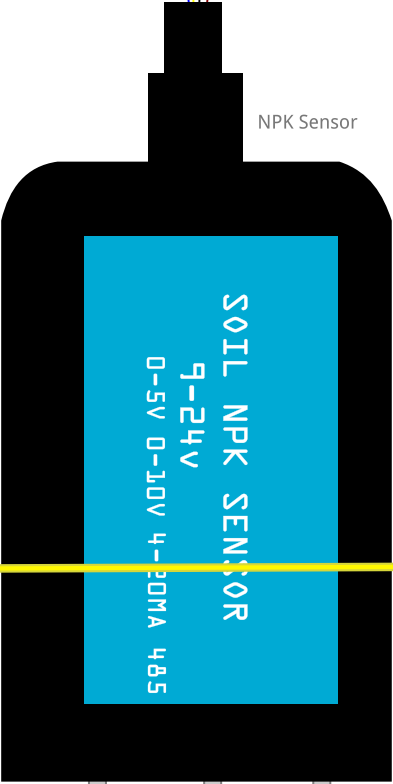 NPK Sensor
SOIL NPK SENSOR
9-24v
0-5V 0-10V 4-20MA 485